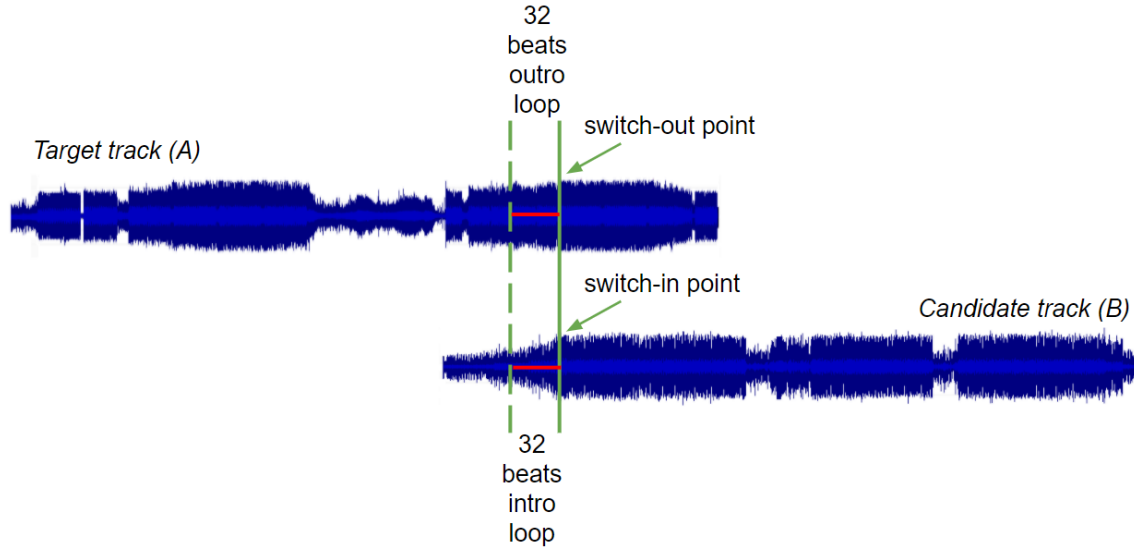 32
beats
outro
loop
switch-out point
Target track (A)
switch-in point
Candidate track (B)
32
beats
intro
loop